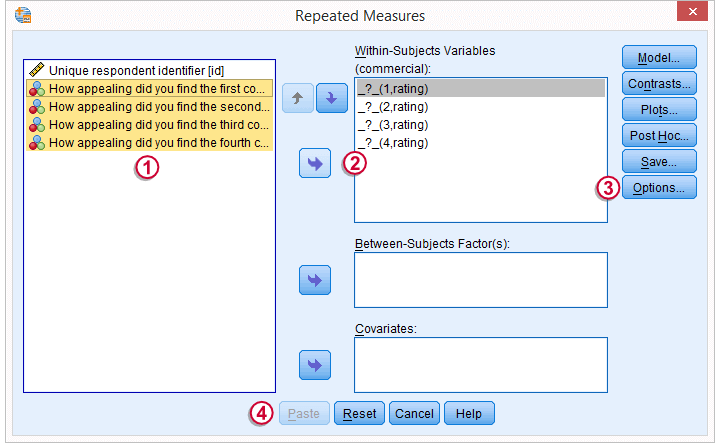 Repeated Measures
Unique respondent identifier [id]
How appealing did you find the first co...
How appealing did you find the second...
How appealing did you find the third co...
How appealing did you find the fourth c...
1
Within-Subjects Variables
(commercial):
_?_(1,rating)
_?_(2,rating)
_?_(3,rating)
_?_(4,rating)
2
Between-Subjects Factor(s):
Covariates:
Model...
Contrasts...
Plots...
Post Hoc...
Save...
3 Options...
4 Paste Reset Cancel Help